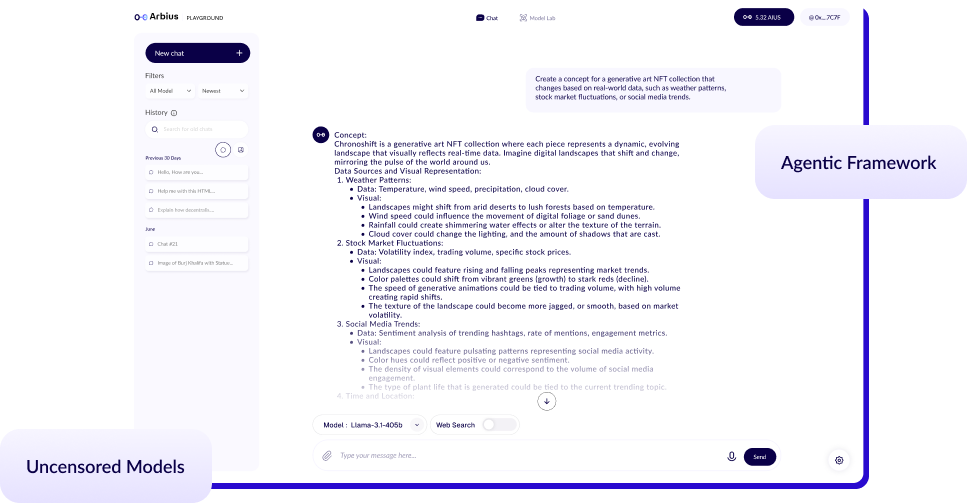 Arbius PLAYGROUND
Chat
Model Lab
5.32 AIUS
@0x...7C7F
New chat +
Filters
All Model
Newest
History
Search for old store
Previous 30 Days
Hello, How are you...
Help me with this HTML...
Explain how decentrolis...
June
Chat #21
Image of Burj Khalifa with Status...
Create a concept for a generative art NFT collection that
changes based on real-world data, such as weather patterns,
stock market fluctuations, or social media trends.
Concept:
Chronoshift is a generative art NFT collection where each piece represents a dynamic, evolving
landscape that visually reflects real-time data. Imagine digital landscapes that shift and change,
mirroring the pulse of the world around us.
Data Sources and Visual Representation:
1. Weather Patterns:
• Data: Temperature, wind speed, precipitation, cloud cover.
• Visual:
• Landscapes might shift from arid deserts to lush forests based on temperature.
• Wind speed could influence the movement of digital foliage or sand dunes.
• Rainfall could create shimmering water effects or alter the texture of the terrain.
• Cloud cover could change the lighting, and the amount of shadows that are cast.
2. Stock Market Fluctuations:
• Data: Volatility index, trading volume, specific stock prices.
• Visual:
• Landscapes could feature rising and falling peaks representing market trends.
• Color palettes could shift from vibrant greens (growth) to stark reds (decline).
• The speed of generative animations could be tied to trading volume, with high volume
creating rapid shifts.
• The texture of the landscape could become more jagged, or smooth, based on market
volatility.
3. Social Media Trends:
• Data: Sentiment analysis of trending hashtags, rate of mentions, engagement metrics.
• Visual:
• Landscapes could feature pulsating patterns representing social media activity.
• Color hues could reflect positive or negative sentiment.
• The density of visual elements could correspond to the volume of social media
engagement.
• The type of plant life that is generated could be tied to the current trending topic.
4. Time and Location:
Model : Llama-3.1-405b
Web Search
Type your message here...
Send
Agentic Framework
Uncensored Models